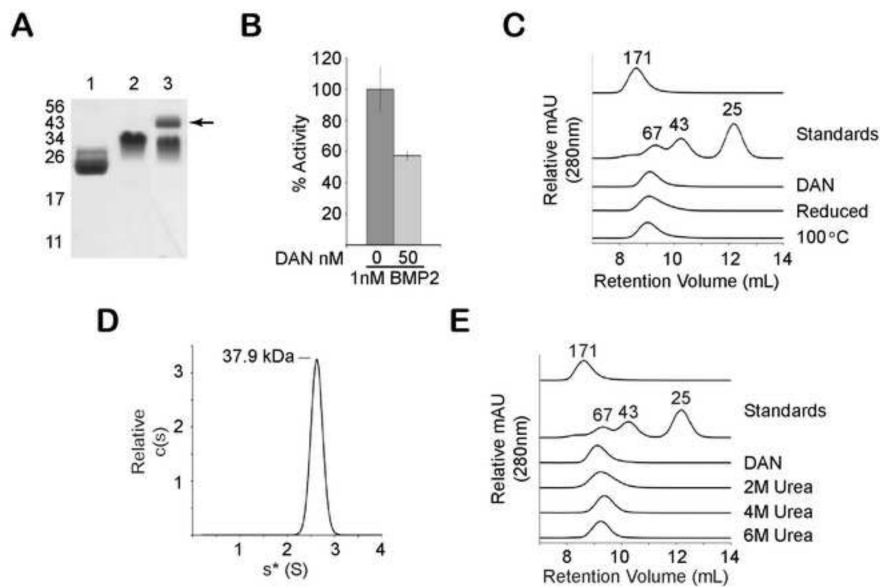 A
1 2 3
56
43
34
26
17
11
B
% Activity
120
100
80
60
40
20
DAN nM 0 50
1nM BMP2
C
Relative mAU
(280nm)
171
67 43 25
Standards
DAN
Reduced
100°C
8 10 12 14
Retention Volume (mL)
D
Relative
c(s)
37.9 kDa
3
2
1
1 2 3 4
s* (S)
E
Relative mAU
(280nm)
171
67 43 25
Standards
DAN
2M Urea
4M Urea
6M Urea
8 10 12 14
Retention Volume (mL)